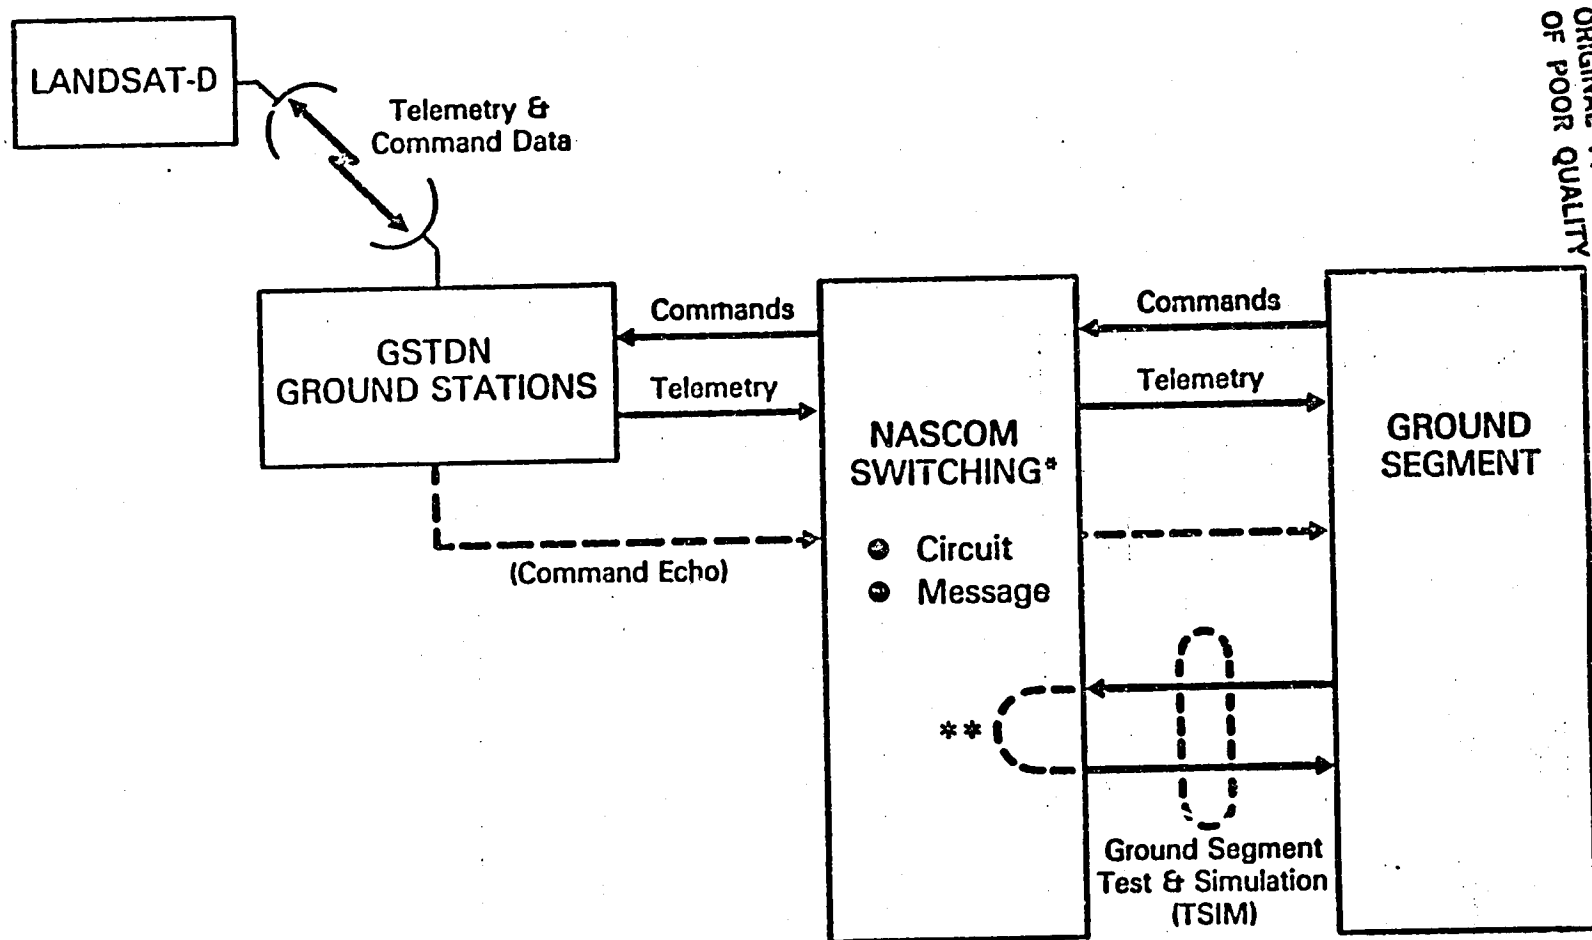 ORIGINAL
OF POOR QUALITY
LANDSAT-D
Telemetry &
Command Data
GSTDN
GROUND STATIONS
Commands
Telemetry
(Command Echo)
NASCOM
SWITCHING*
● Circuit
● Message
**
Commands
Telemetry
GROUND
SEGMENT
Ground Segment
Test & Simulation
(TSIM)